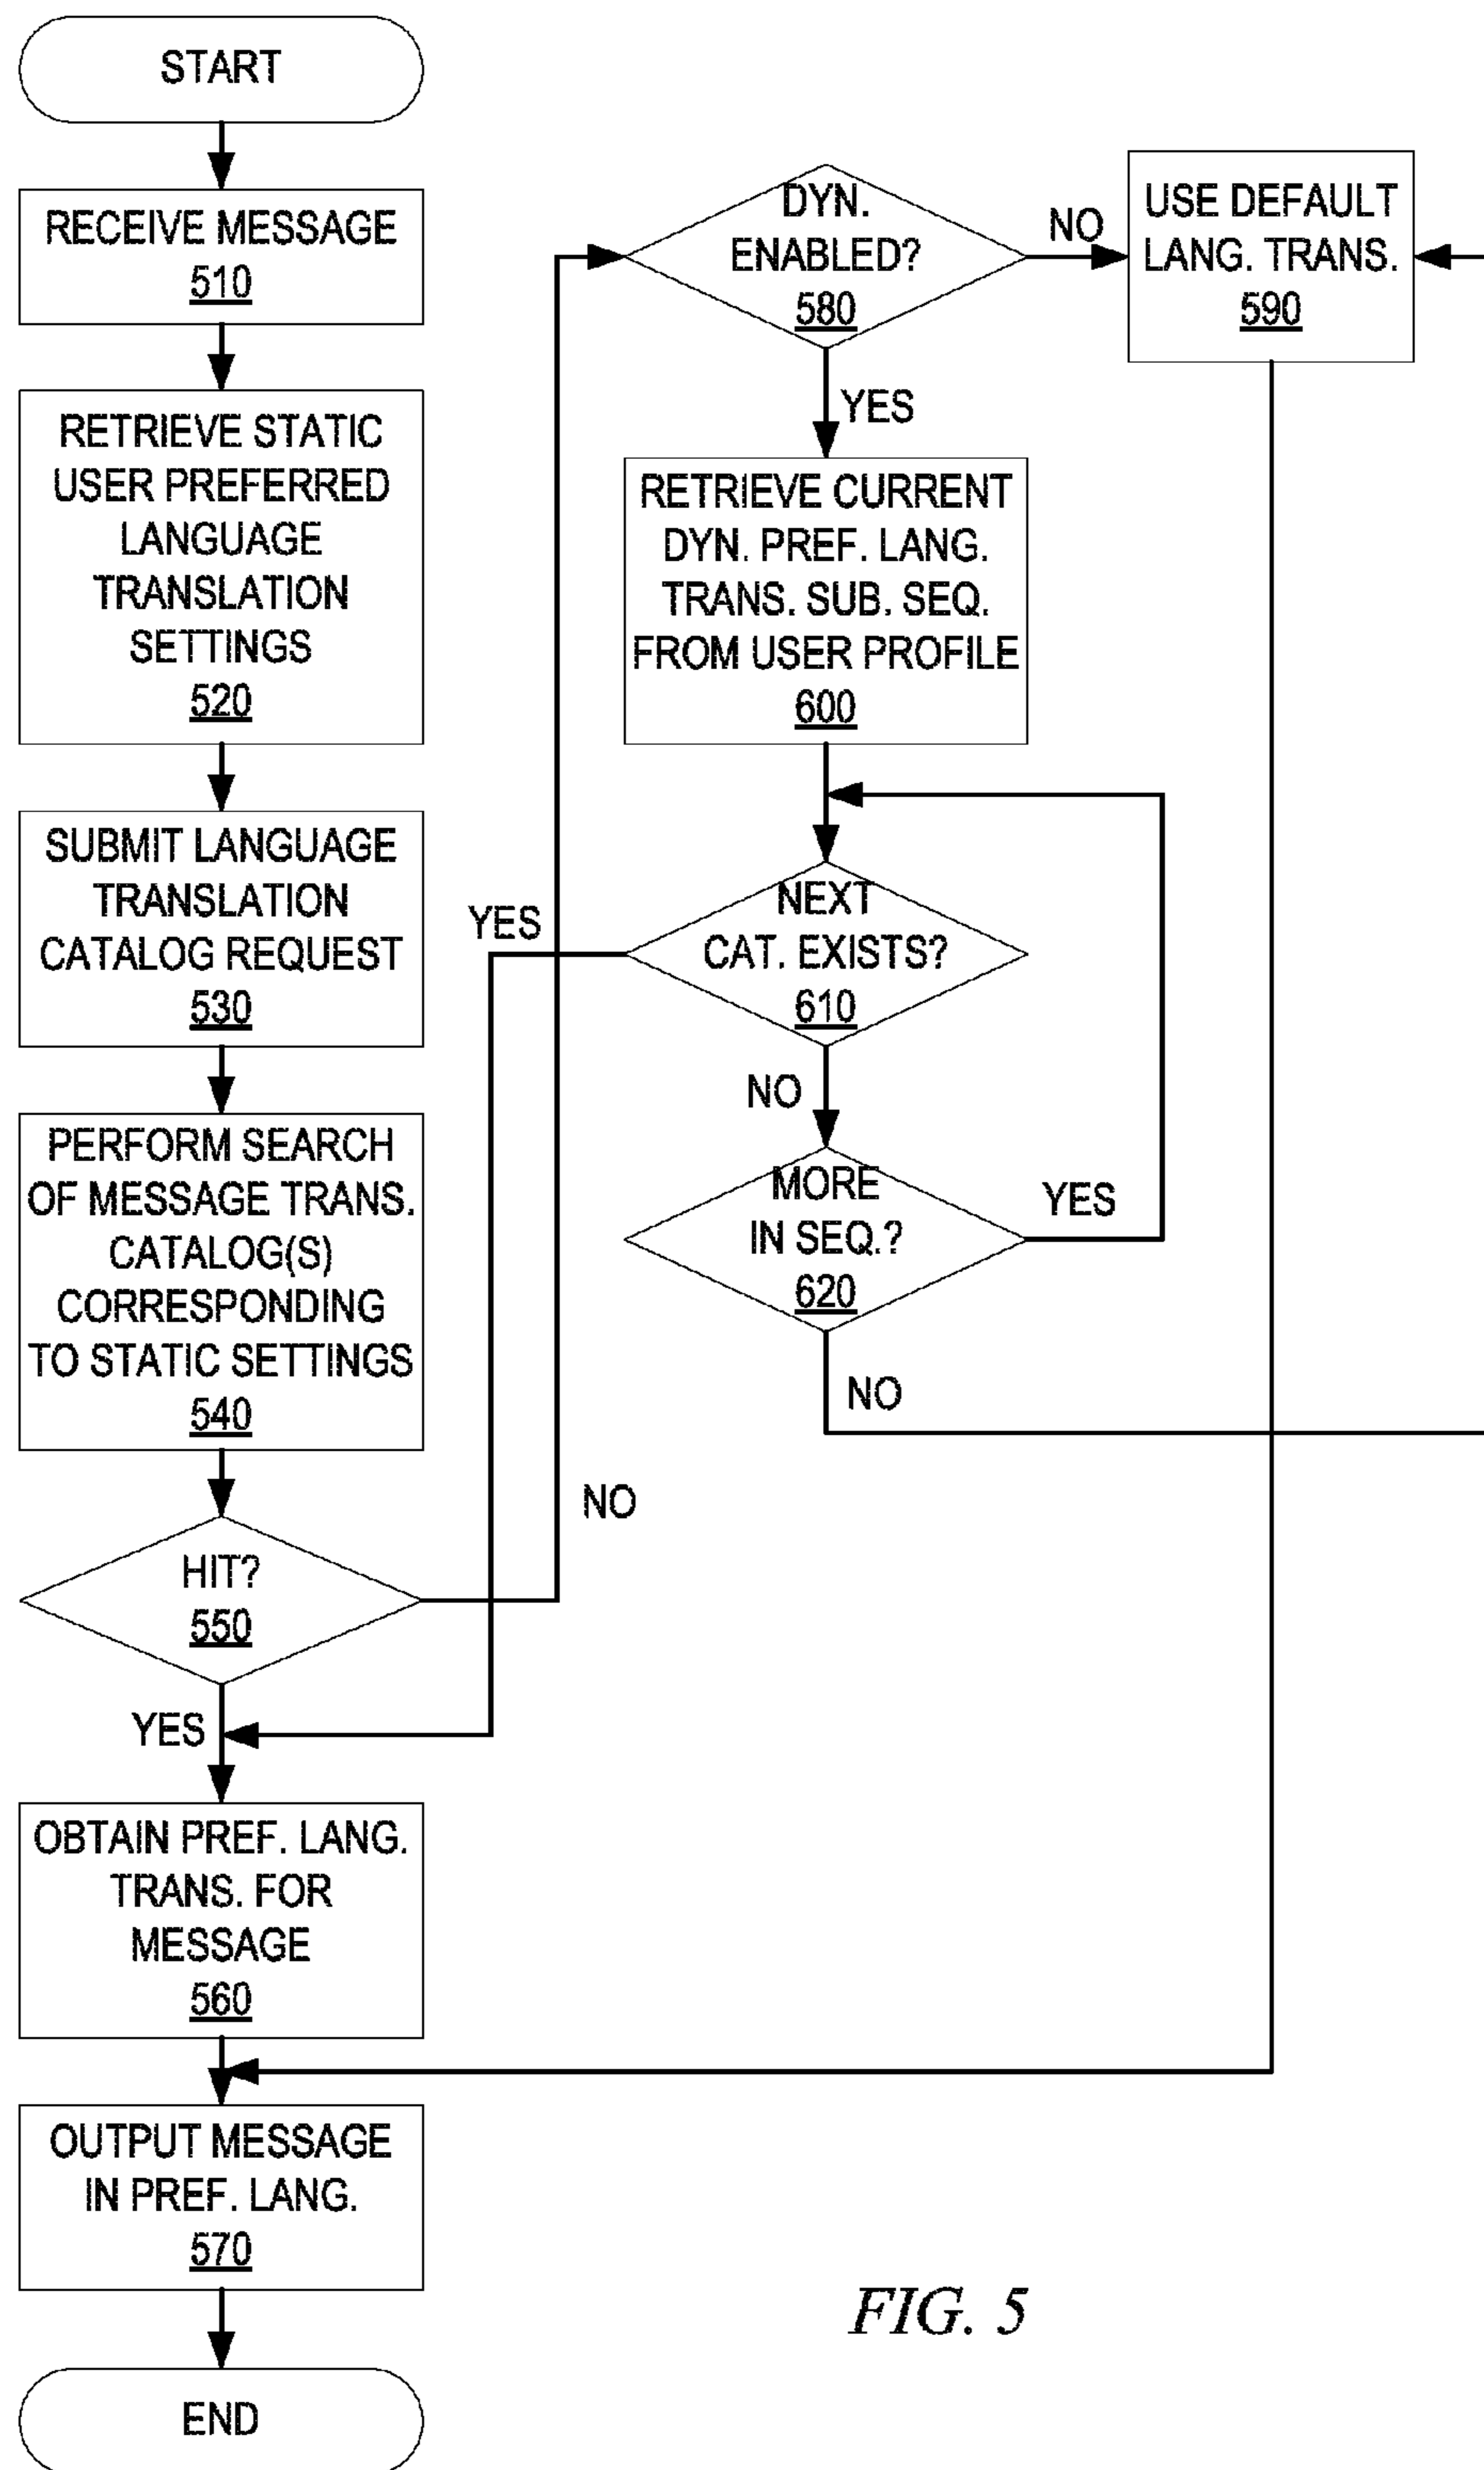 START
RECEIVE MESSAGE
510
RETRIEVE STATIC
USER PREFERRED
LANGUAGE
TRANSLATION
SETTINGS
520
SUBMIT LANGUAGE
TRANSLATION
CATALOG REQUEST
530
PERFORM SEARCH
OF MESSAGE TRANS.
CATALOG(S)
CORRESPONDING
TO STATIC SETTINGS
540
HIT?
550
NO
YES
OBTAIN PREF. LANG.
TRANS. FOR
MESSAGE
560
OUTPUT MESSAGE
IN PREF. LANG.
570
END
DYN.
ENABLED?
580
NO
YES
USE DEFAULT
LANG. TRANS.
590
RETRIEVE CURRENT
DYN. PREF. LANG.
TRANS. SUB. SEQ.
FROM USER PROFILE
600
NEXT
CAT. EXISTS?
610
YES
NO
MORE
IN SEQ.?
620
YES
NO
FIG. 5